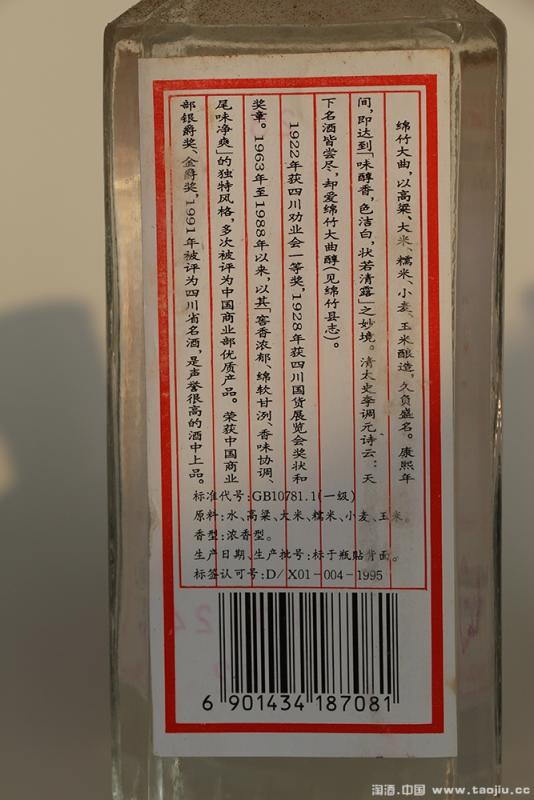 绵竹大曲，以高梁、大米、糯米、小麦、玉米酿造，久负盛名。康熙年
间，即达到「味醇香，色洁白，状若清露」之妙境。清太史李调元诗云：天
下名酒皆尝尽，却爱绵竹大曲醇(见绵竹县志)。
1922年获四川劝业会一等奖，1928年获四川国货展览会奖状和
奖章。1963年至1988年以来，以其「窖香浓郁、绵软甘洌、香味协调、
尾味净爽」的独特风格，多次被评为中国商业部优质产品。荣获中国商业
部银爵奖、金爵奖，1991年被评为四川省名酒，是声誉很高的酒中上品。
标准代号:GB10781.1(一级)
原料:水、高粱、大米、糯米、小麦、玉米。
香型:浓香型。
生产日期、生产批号:标于瓶贴背面。
标签认可号:D/X01-004-1995
6 901434 187081
淘酒.中国 www.taojiu.cc